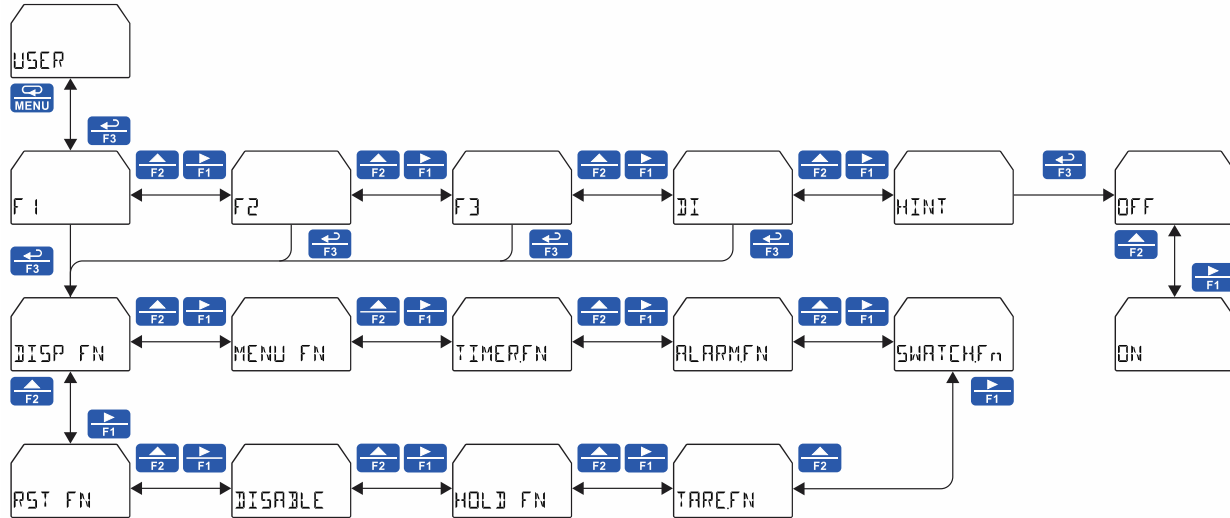 USER
MENU
F3
F2 F1 F2 F1 F2 F1 F2 F1 F3
F1 F2 F3 DI HINT OFF
F3 F3 F3 F3 F2
F1
F2 F1 F2 F1 F2 F1 F2 F1
DISP FN MENU FN TIMER.FN ALARM.FN SWATCH.Fn ON
F2 F1
F1
F2 F1 F2 F1 F2 F1 F2
RST FN DISABLE HOLD FN TARE.FN